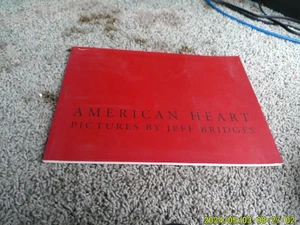 AMERICAN HEART
PICTURES BY JEFF BRIDGES